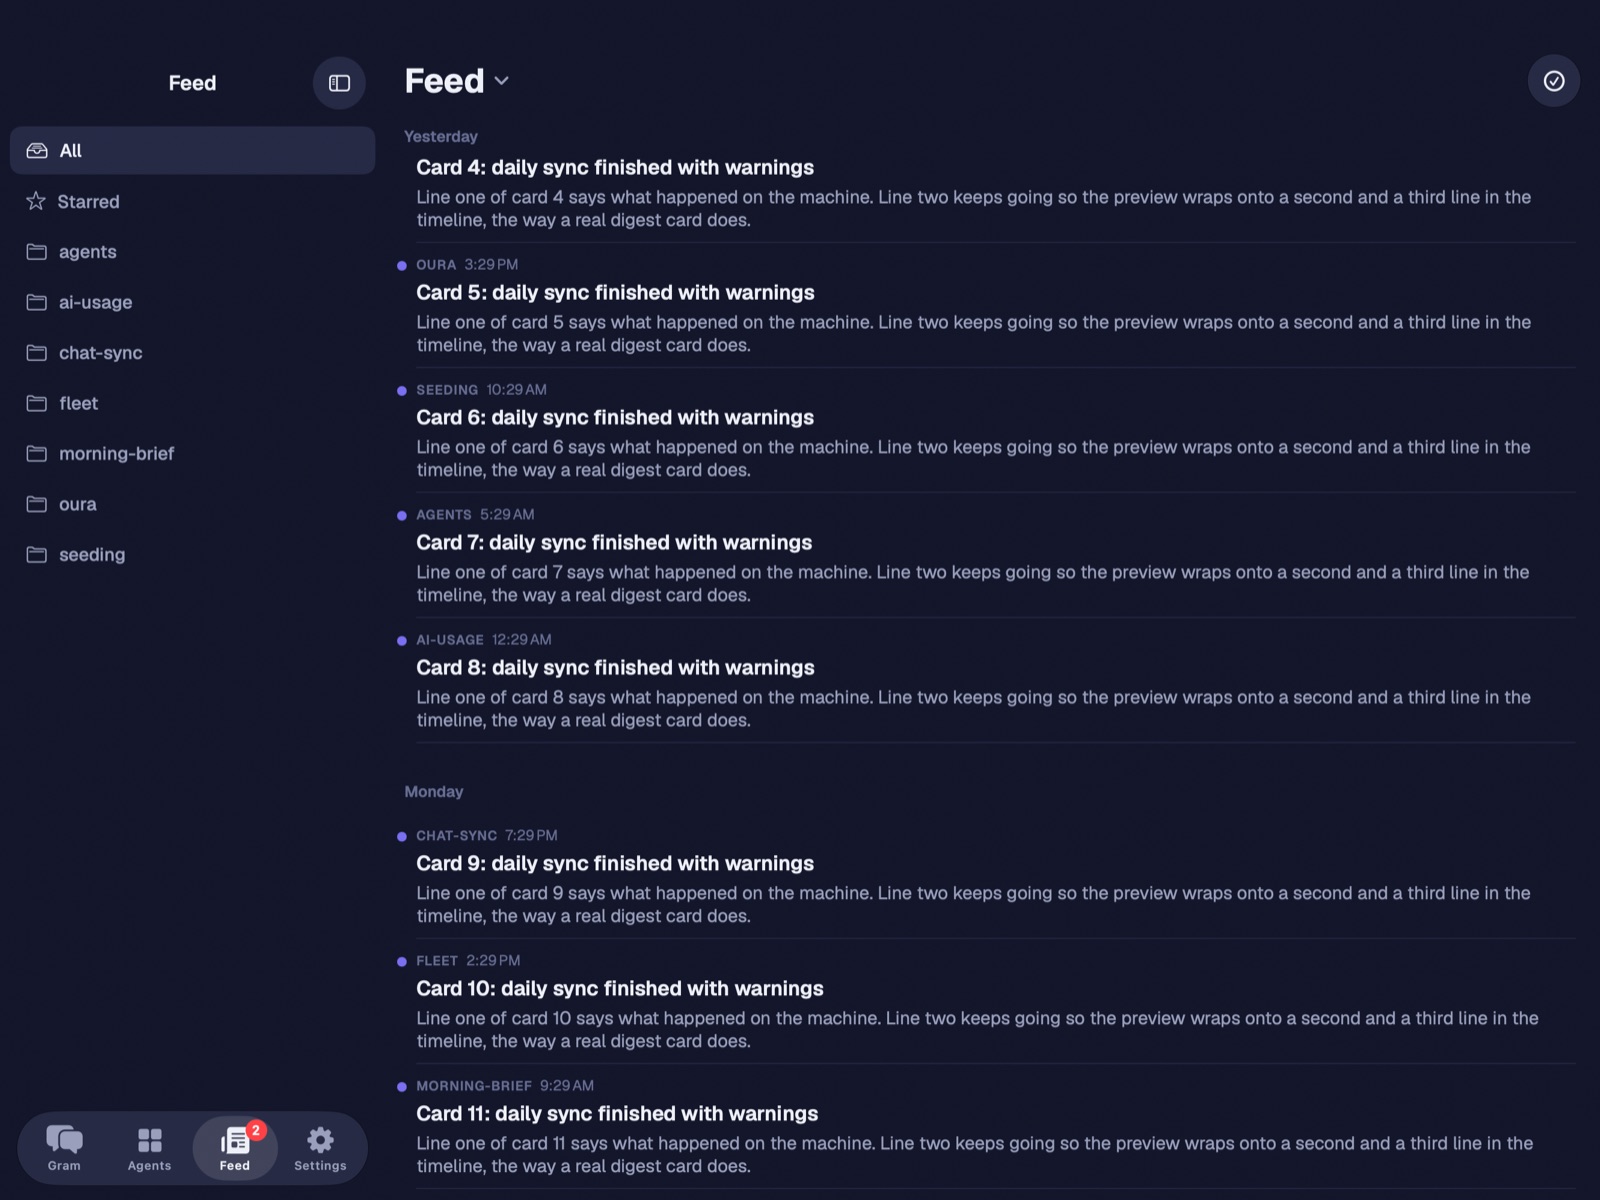 Feed
All
Starred
agents
ai-usage
chat-sync
fleet
morning-brief
oura
seeding
Gram
Agents
Feed
2
Settings
Feed
Yesterday
Card 4: daily sync finished with warnings
Line one of card 4 says what happened on the machine. Line two keeps going so the preview wraps onto a second and a third line in the
timeline, the way a real digest card does.
OURA 3:29 PM
Card 5: daily sync finished with warnings
Line one of card 5 says what happened on the machine. Line two keeps going so the preview wraps onto a second and a third line in the
timeline, the way a real digest card does.
SEEDING 10:29 AM
Card 6: daily sync finished with warnings
Line one of card 6 says what happened on the machine. Line two keeps going so the preview wraps onto a second and a third line in the
timeline, the way a real digest card does.
AGENTS 5:29 AM
Card 7: daily sync finished with warnings
Line one of card 7 says what happened on the machine. Line two keeps going so the preview wraps onto a second and a third line in the
timeline, the way a real digest card does.
AI-USAGE 12:29 AM
Card 8: daily sync finished with warnings
Line one of card 8 says what happened on the machine. Line two keeps going so the preview wraps onto a second and a third line in the
timeline, the way a real digest card does.
Monday
CHAT-SYNC 7:29 PM
Card 9: daily sync finished with warnings
Line one of card 9 says what happened on the machine. Line two keeps going so the preview wraps onto a second and a third line in the
timeline, the way a real digest card does.
FLEET 2:29 PM
Card 10: daily sync finished with warnings
Line one of card 10 says what happened on the machine. Line two keeps going so the preview wraps onto a second and a third line in the
timeline, the way a real digest card does.
MORNING-BRIEF 9:29 AM
Card 11: daily sync finished with warnings
Line one of card 11 says what happened on the machine. Line two keeps going so the preview wraps onto a second and a third line in the
timeline, the way a real digest card does.